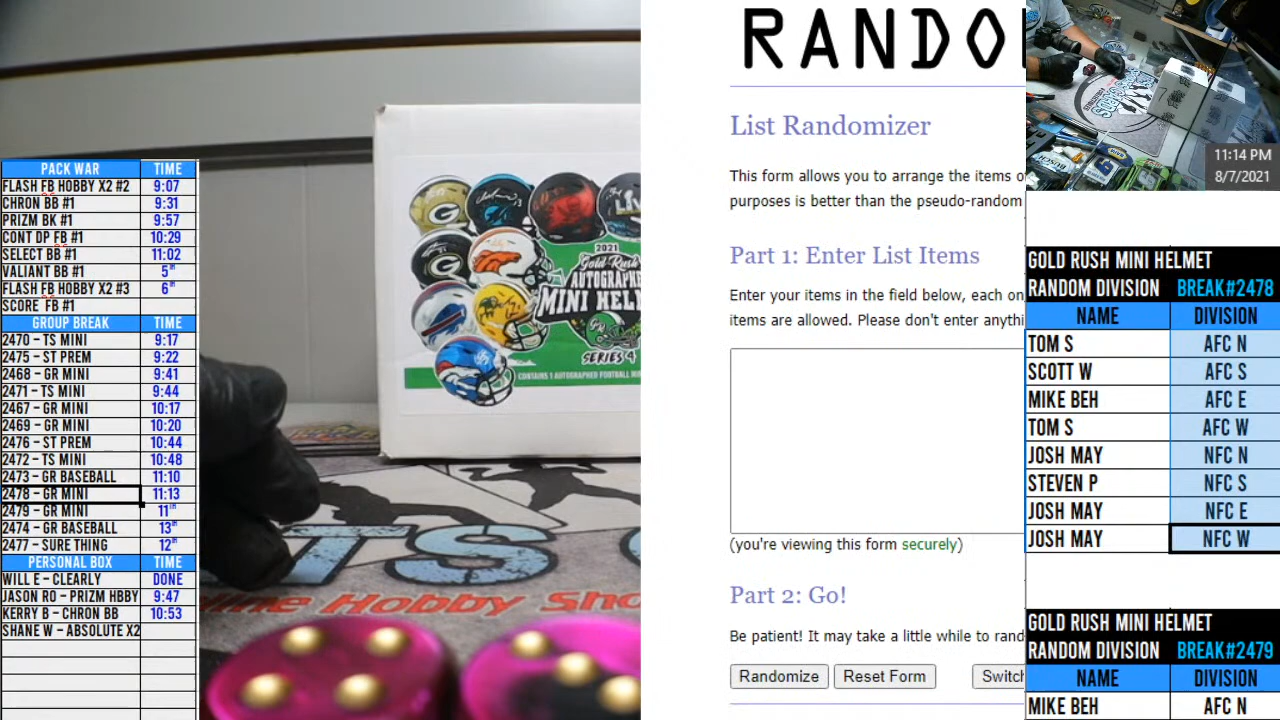 PACK WAR TIME
FLASH FB HOBBY X2 #2 9:07
CHRON BB #1 9:31
PRIZM BK #1 9:57
CONT DP FB #1 10:29
SELECT BB #1 11:02
VALIANT BB #1 5TH
FLASH FB HOBBY X2 #3 6TH
SCORE FB #1
GROUP BREAK TIME
2470 – TS MINI 9:17
2475 – ST PREM 9:22
2468 – GR MINI 9:41
2471 – TS MINI 9:44
2467 – GR MINI 10:17
2469 – GR MINI 10:20
2476 – ST PREM 10:44
2472 – TS MINI 10:48
2473 – GR BASEBALL 11:10
2478 – GR MINI 11:13
2479 – GR MINI 11TH
2474 – GR BASEBALL 13TH
2477 – SURE THING 12TH
PERSONAL BOX TIME
WILL E – CLEARLY DONE
JASON RO – PRIZM HBBY 9:47
KERRY B – CHRON BB 10:53
SHANE W – ABSOLUTE X2
2021
Gold Rush
AUTOGRAPHE
MINI HELM
SERIES 4
CONTAINS 1 AUTOGRAPHED FOOTBALL
TS
ine Hobby Sho
RANDO
List Randomizer
This form allows you to arrange the items o
purposes is better than the pseudo-random
Part 1: Enter List Items
Enter your items in the field below, each on
items are allowed. Please don't enter anythi
(you're viewing this form securely)
Part 2: Go!
Be patient! It may take a little while to rand
Randomize Reset Form Switch
BUSCH
11:14 PM
8/7/2021
GOLD RUSH MINI HELMET
RANDOM DIVISION BREAK#2478
NAME DIVISION
TOM S AFC N
SCOTT W AFC S
MIKE BEH AFC E
TOM S AFC W
JOSH MAY NFC N
STEVEN P NFC S
JOSH MAY NFC E
JOSH MAY NFC W
GOLD RUSH MINI HELMET
RANDOM DIVISION BREAK#2479
NAME DIVISION
MIKE BEH AFC N